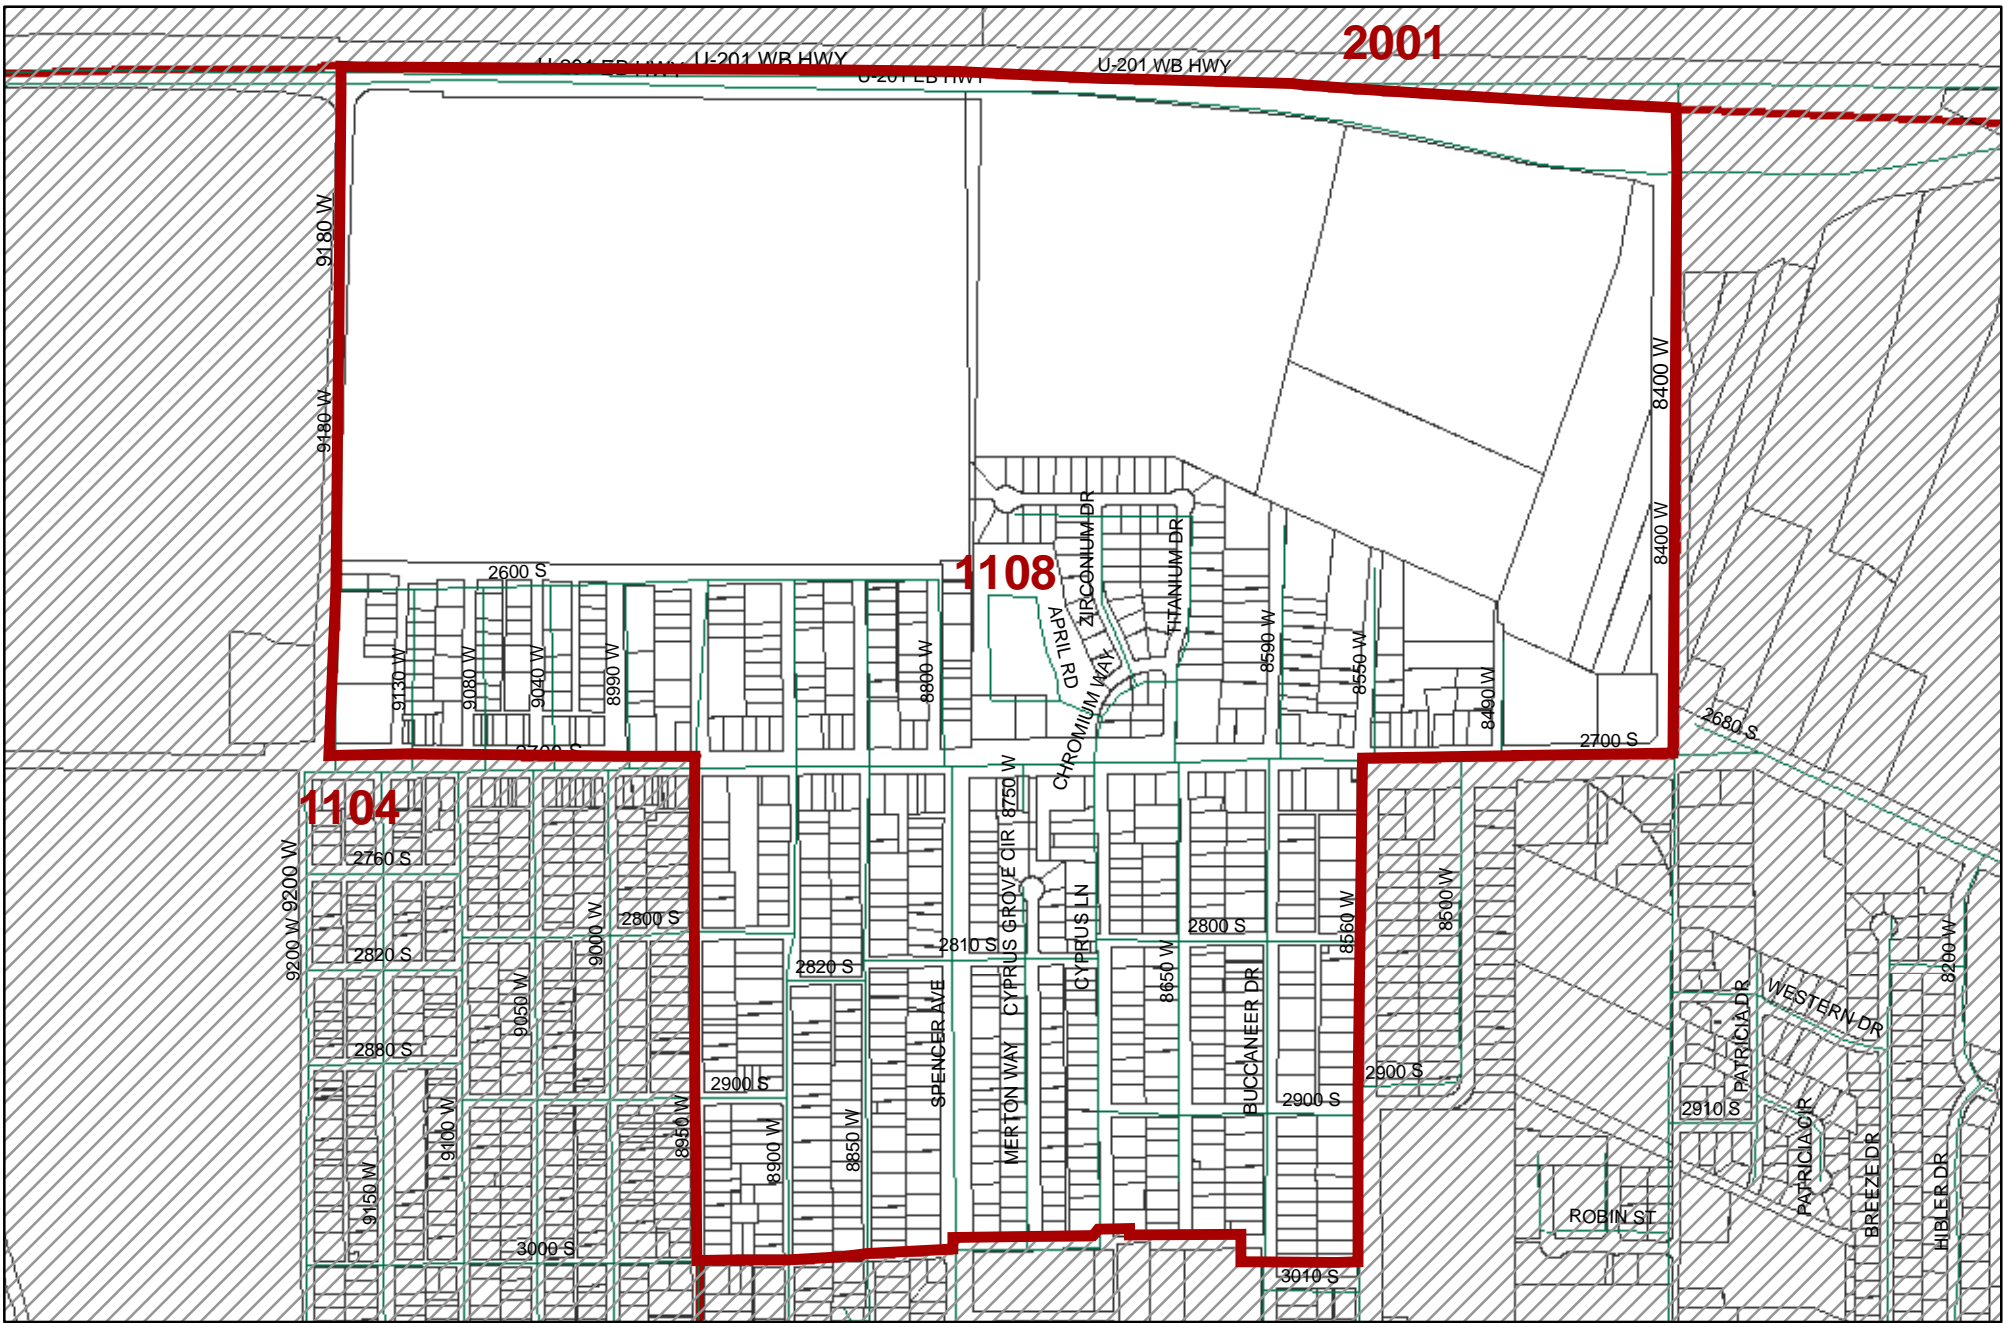 2001
U-201 EB HWY
U-201 WB HWY
U-201 EB HWY
U-201 WB HWY
9180 W
9180 W
8400 W
8400 W
1108
2600 S
ZIRCONIUM DR
TITANIUM DR
APRIL RD
CHROMIUM WAY
9130 W
9080 W
9040 W
8990 W
8800 W
8590 W
8550 W
8490 W
2700 S
2700 S
2680 S
1104
2760 S
9200 W
9200 W
2800 S
9000 W
2820 S
9050 W
2880 S
9100 W
9150 W
3000 S
8950 W
2820 S
2810 S
2900 S
8900 W
8850 W
SPENCER AVE
8750 W
CYPRUS GROVE CIR
MERTON WAY
CYPRUS LN
8650 W
2800 S
BUCCANEER DR
2900 S
8560 W
3010 S
8500 W
2900 S
8200 W
WESTERN DR
PATRICIA DR
2910 S
PATRICIA CIR
BREEZE DR
HIBLER DR
ROBIN ST